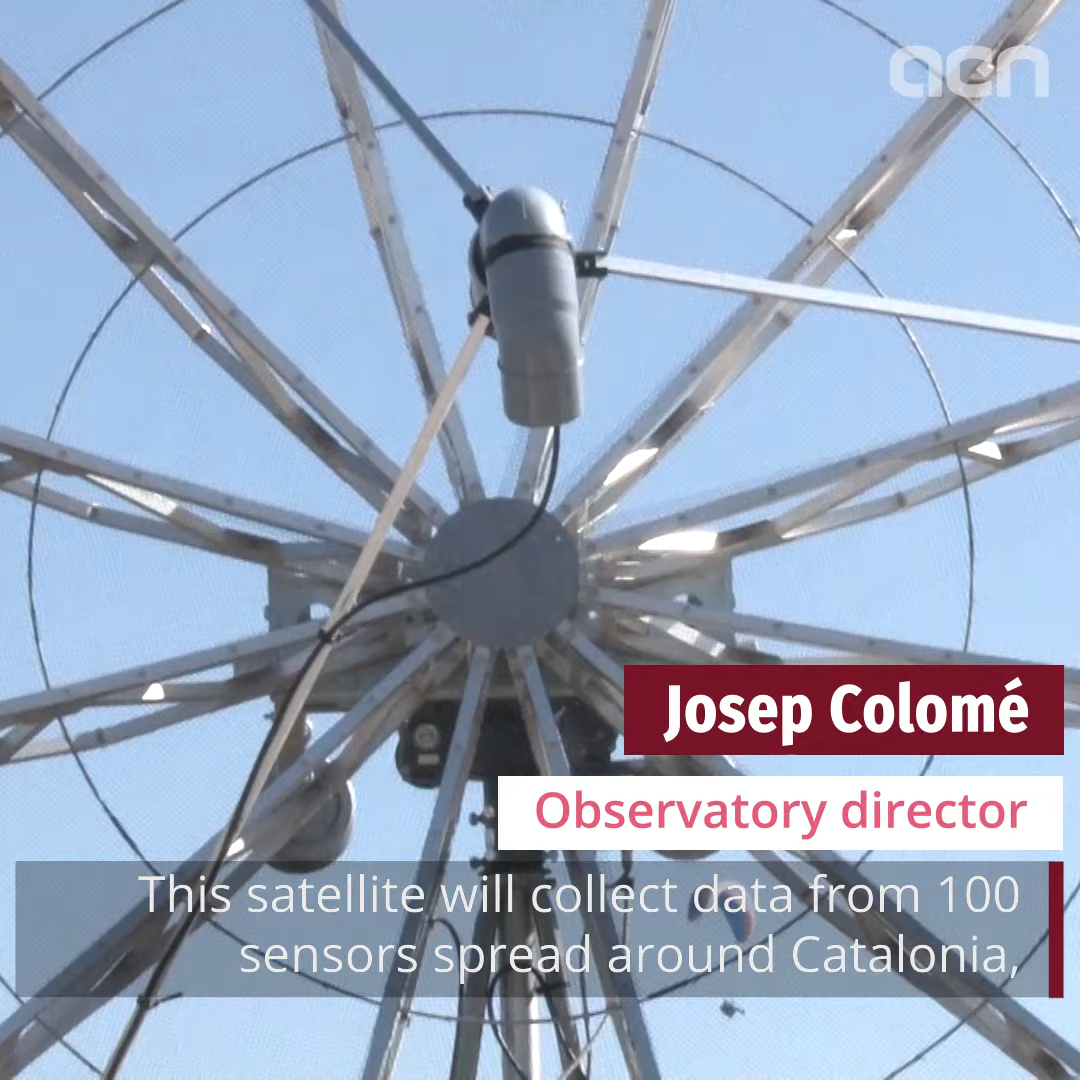 acn
Josep Colomé
Observatory director
This satellite will collect data from 100
sensors spread around Catalonia,